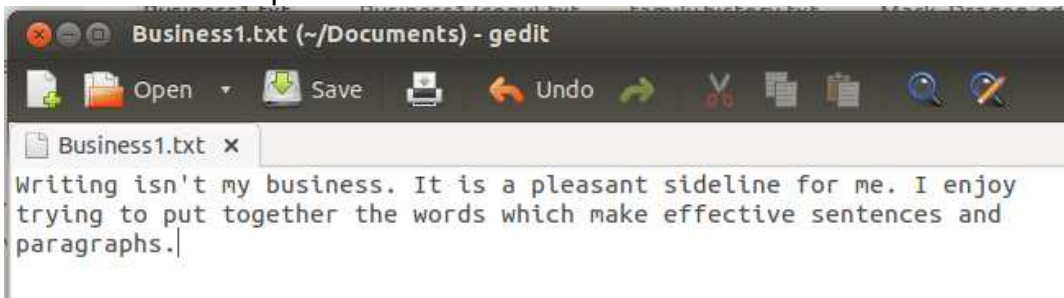 Business1.txt (~/Documents) - gedit
Open Save Undo
Business1.txt
Writing isn't my business. It is a pleasant sideline for me. I enjoy
trying to put together the words which make effective sentences and
paragraphs.